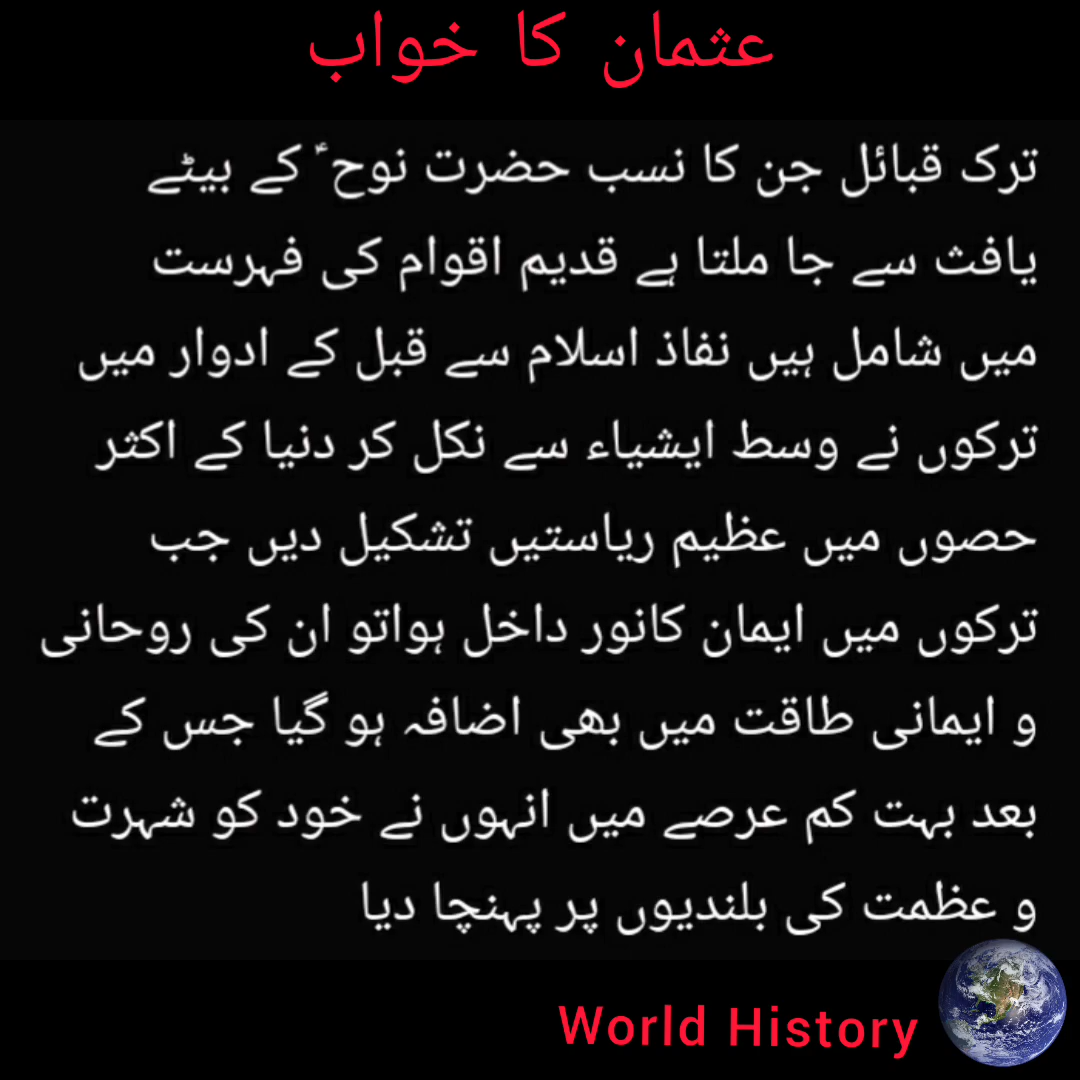 عثمان کا خواب
ترک قبائل جن کا نسب حضرت نوح ؑ کے بیٹے
یافث سے جا ملتا ہے قدیم اقوام کی فہرست
میں شامل ہیں نفاذ اسلام سے قبل کے ادوار میں
ترکوں نے وسط ایشیاء سے نکل کر دنیا کے اکثر
حصوں میں عظیم ریاستیں تشکیل دیں جب
ترکوں میں ایمان کانور داخل ہواتو ان کی روحانی
و ایمانی طاقت میں بھی اضافہ ہو گیا جس کے
بعد بہت کم عرصے میں انہوں نے خود کو شہرت
و عظمت کی بلندیوں پر پہنچا دیا
World History